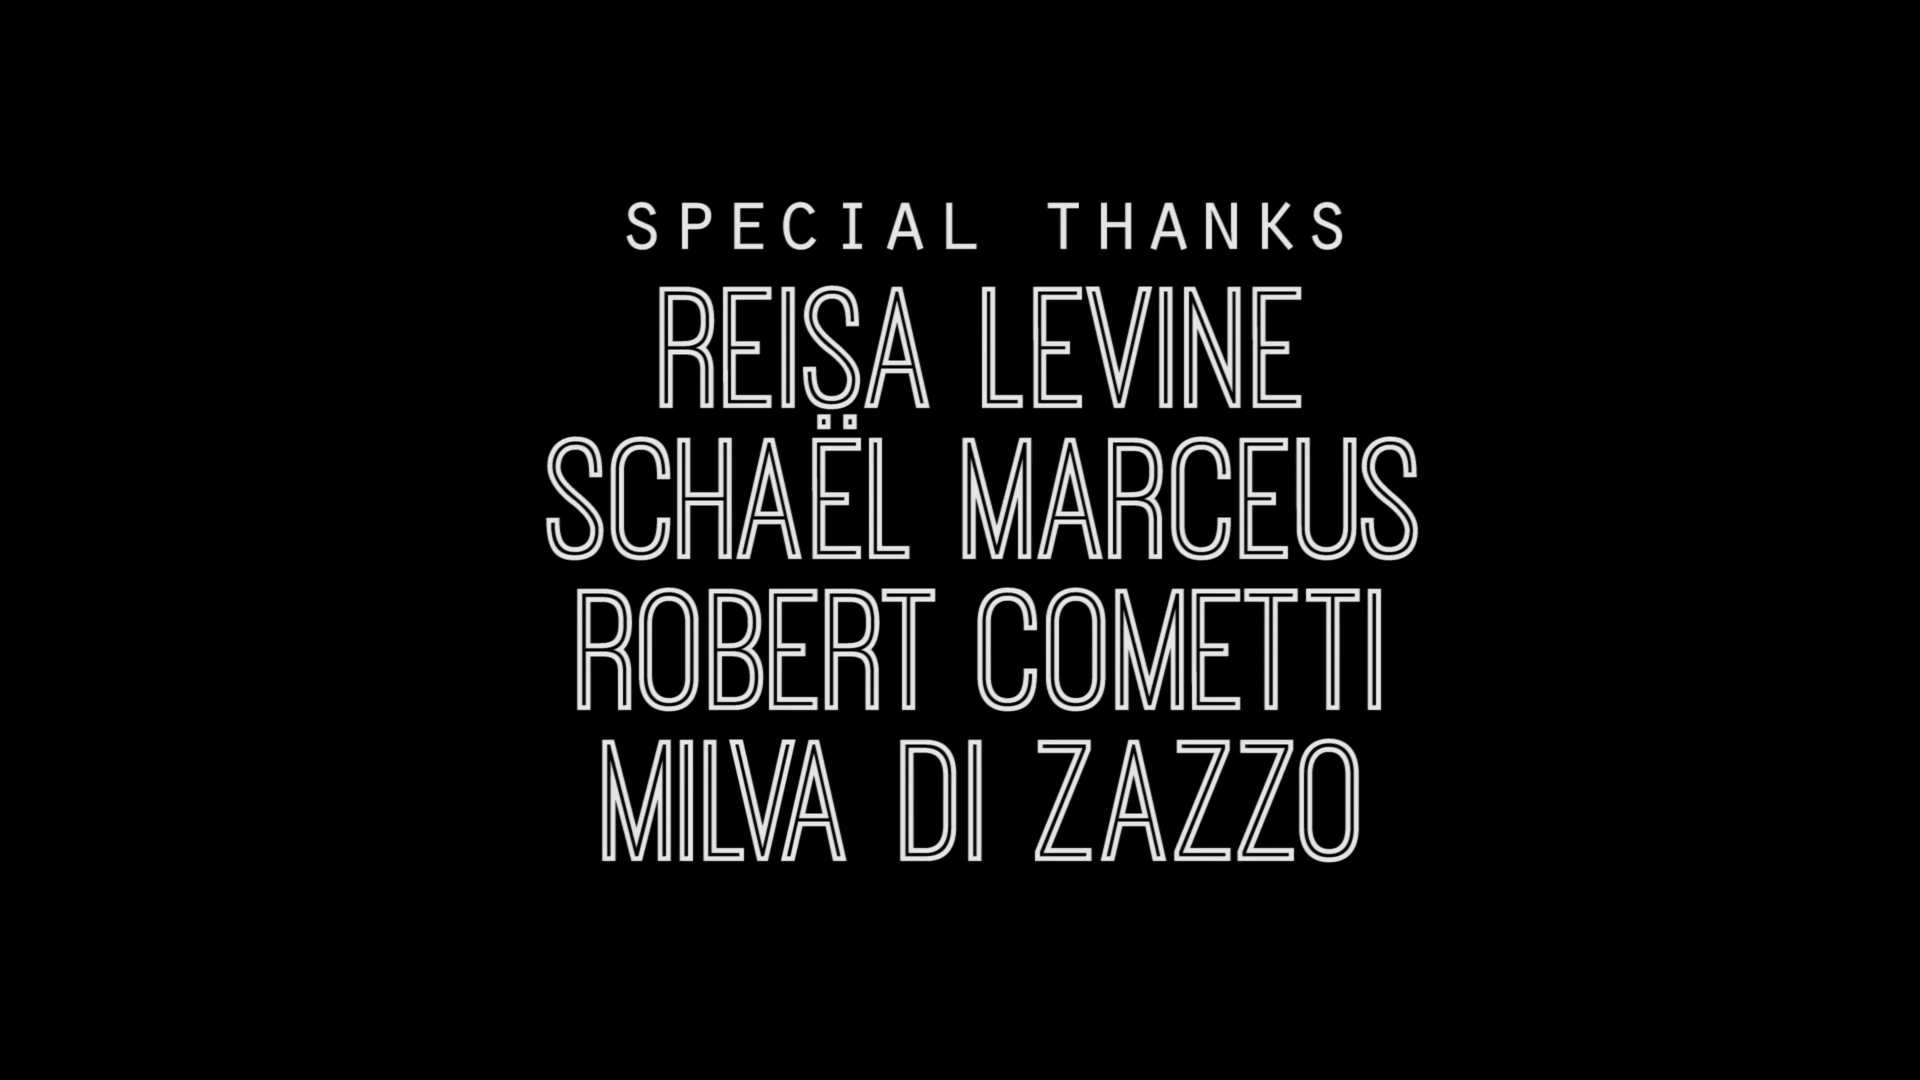 SPECIAL THANKS
REISA LEVINE
SCHAËL MARCEUS
ROBERT COMETTI
MILVA DI ZAZZO